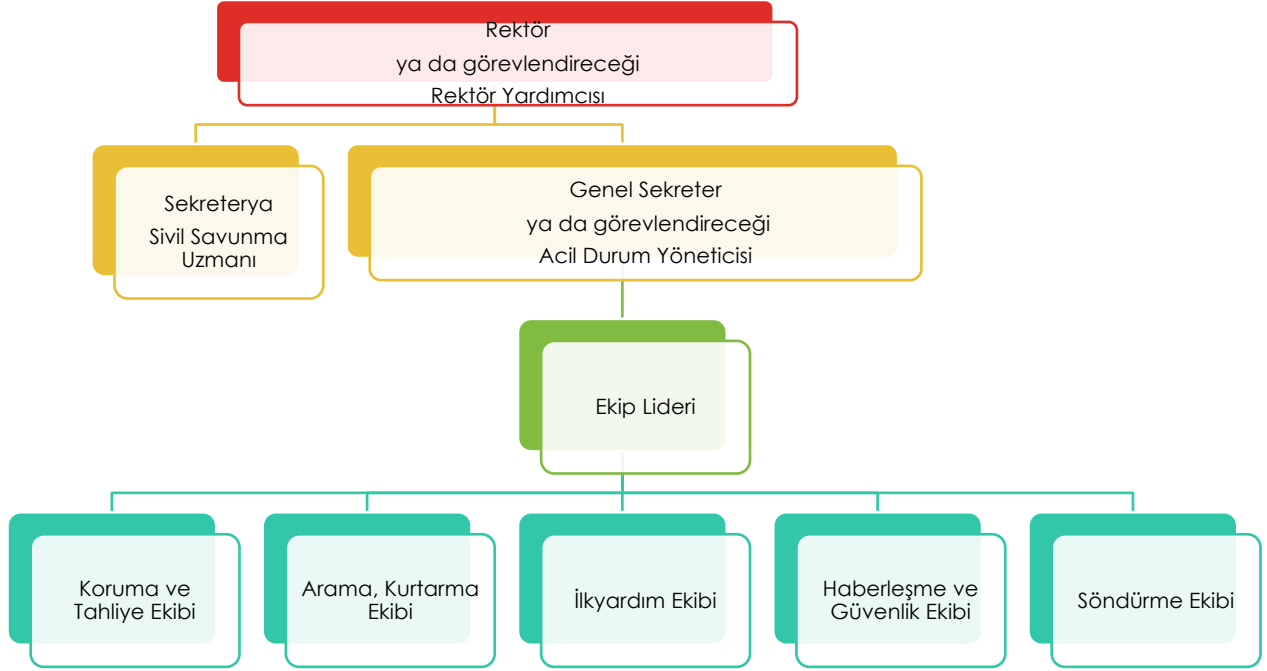 Rektör
ya da görevlendireceği
Rektör Yardımcısı
Sekreterya
Sivil Savunma
Uzmanı
Genel Sekreter
ya da görevlendireceği
Acil Durum Yöneticisi
Ekip Lideri
Koruma ve
Tahliye Ekibi
Arama, Kurtarma
Ekibi
İlkyardım Ekibi
Haberleşme ve
Güvenlik Ekibi
Söndürme Ekibi